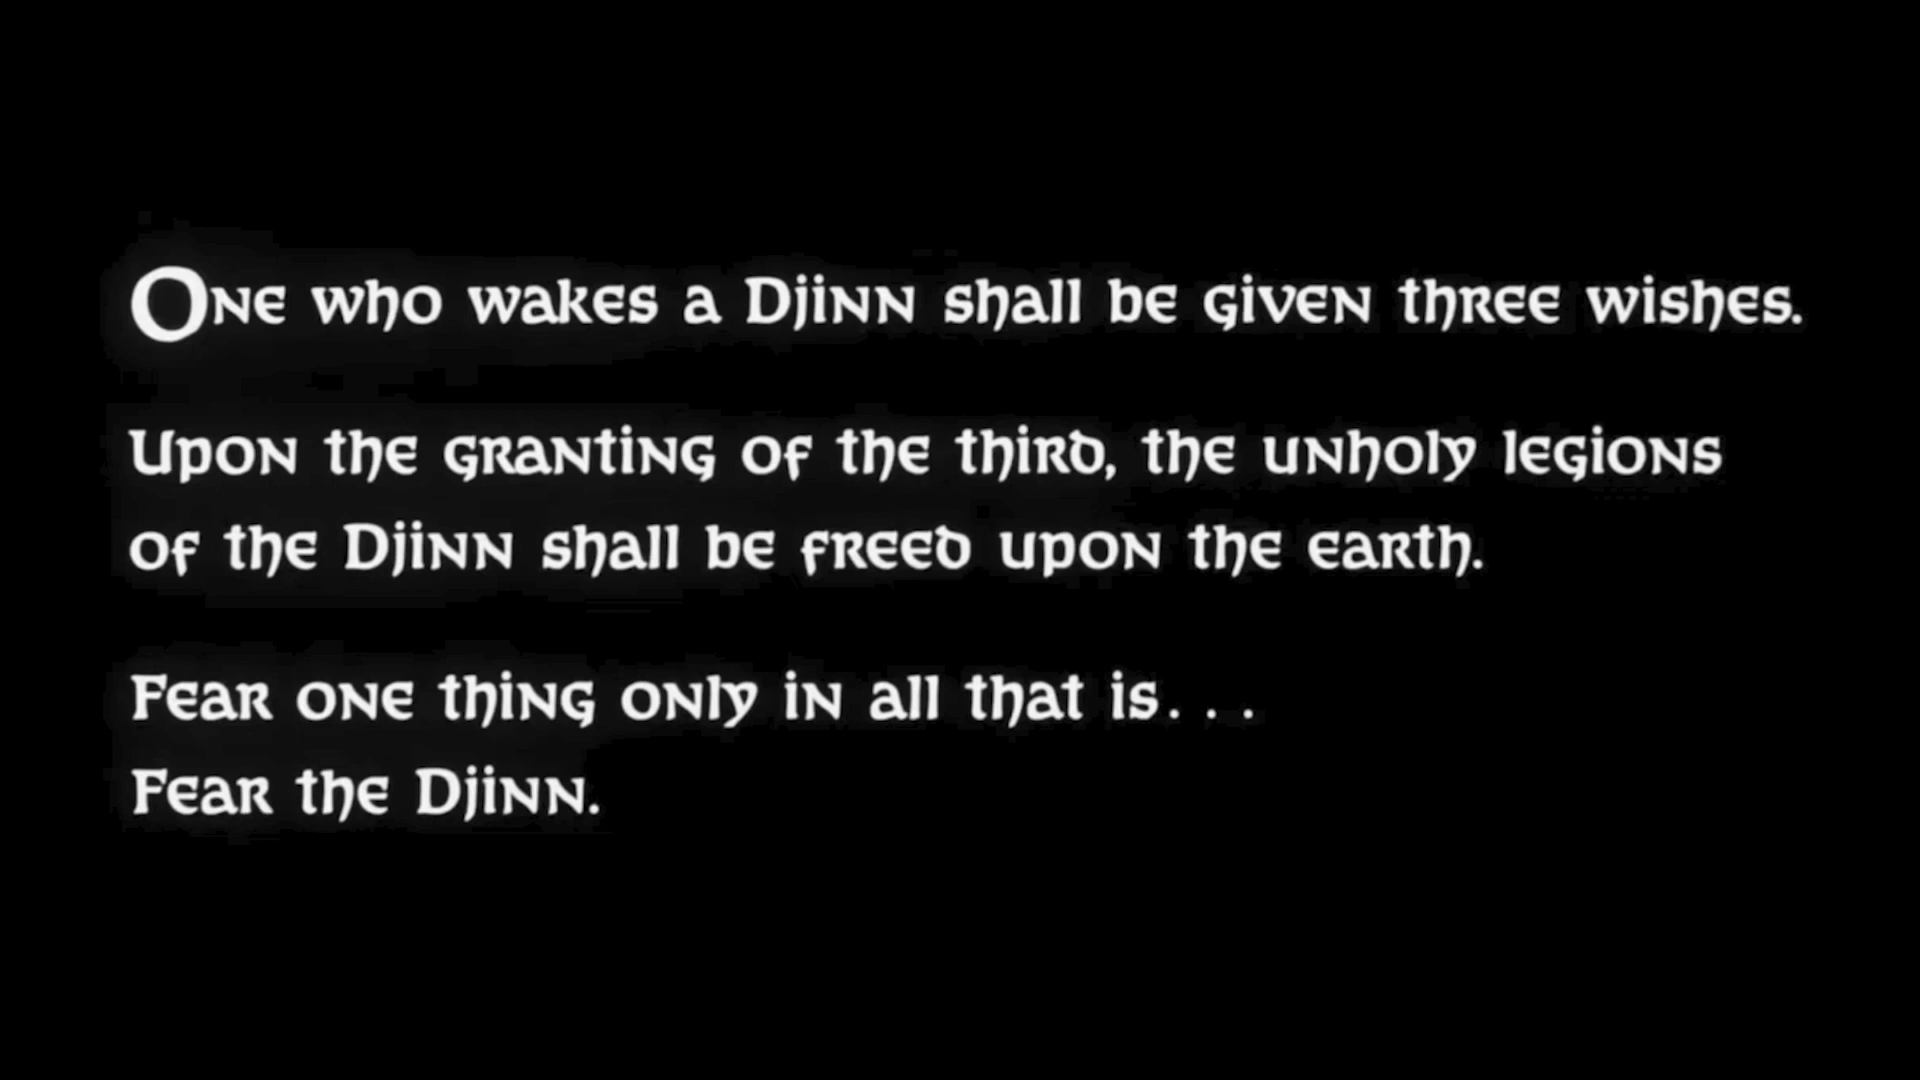 One who wakes a Djinn shall be given three wishes.
Upon the granting of the third, the unholy legions
of the Djinn shall be freed upon the earth.
Fear one thing only in all that is . . .
Fear the Djinn.